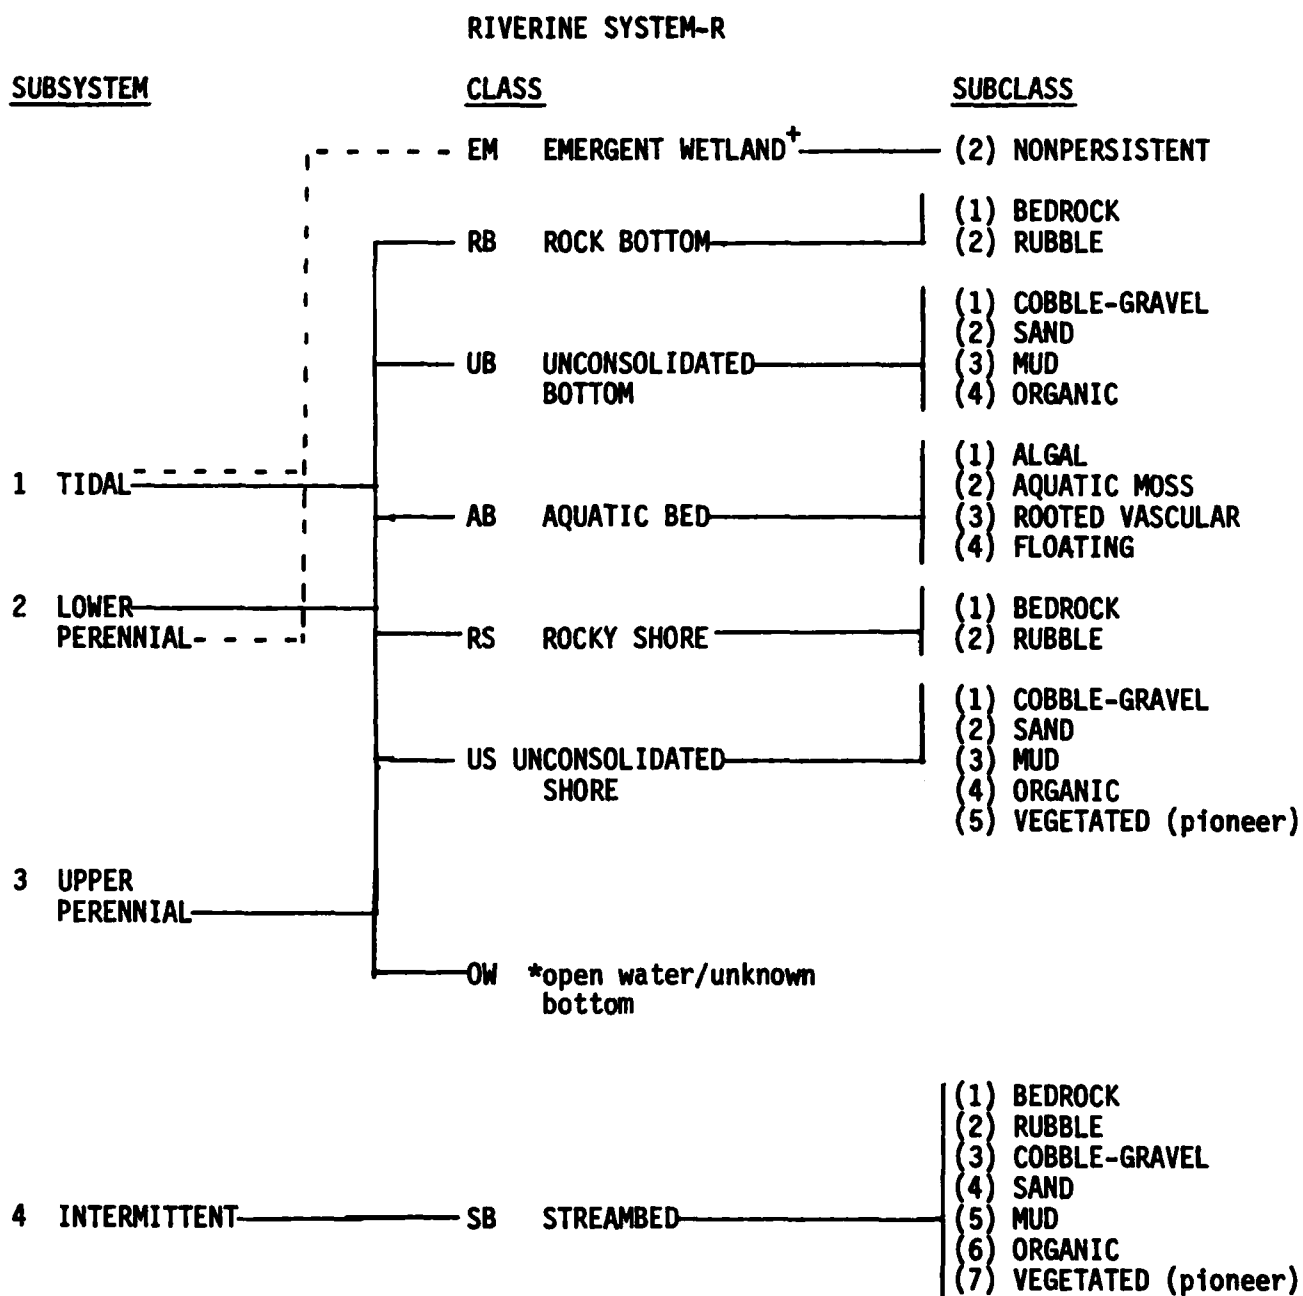 RIVERINE SYSTEM-R
SUBSYSTEM CLASS SUBCLASS
EM EMERGENT WETLAND+ (2) NONPERSISTENT
(1) BEDROCK
RB ROCK BOTTOM (2) RUBBLE
(1) COBBLE-GRAVEL
(2) SAND
UB UNCONSOLIDATED (3) MUD
BOTTOM (4) ORGANIC
(1) ALGAL
1 TIDAL (2) AQUATIC MOSS
AB AQUATIC BED (3) ROOTED VASCULAR
(4) FLOATING
2 LOWER (1) BEDROCK
PERENNIAL RS ROCKY SHORE (2) RUBBLE
(1) COBBLE-GRAVEL
(2) SAND
US UNCONSOLIDATED (3) MUD
SHORE (4) ORGANIC
(5) VEGETATED (pioneer)
3 UPPER
PERENNIAL
OW *open water/unknown
bottom
(1) BEDROCK
(2) RUBBLE
(3) COBBLE-GRAVEL
(4) SAND
4 INTERMITTENT SB STREAMBED (5) MUD
(6) ORGANIC
(7) VEGETATED (pioneer)